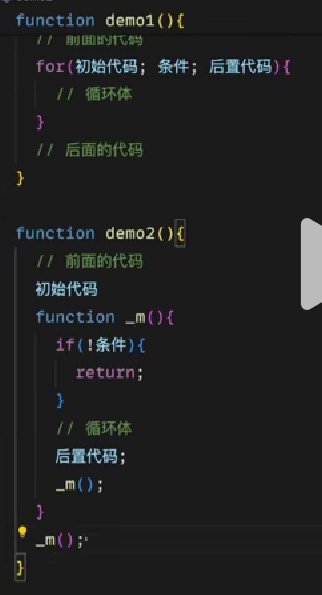 function demo1(){
// 前面的代码
for(初始代码; 条件; 后置代码){
// 循环体
}
// 后面的代码
}
function demo2(){
// 前面的代码
初始代码
function _m(){
if(!条件){
return;
}
// 循环体
后置代码;
_m();
}
_m();
}